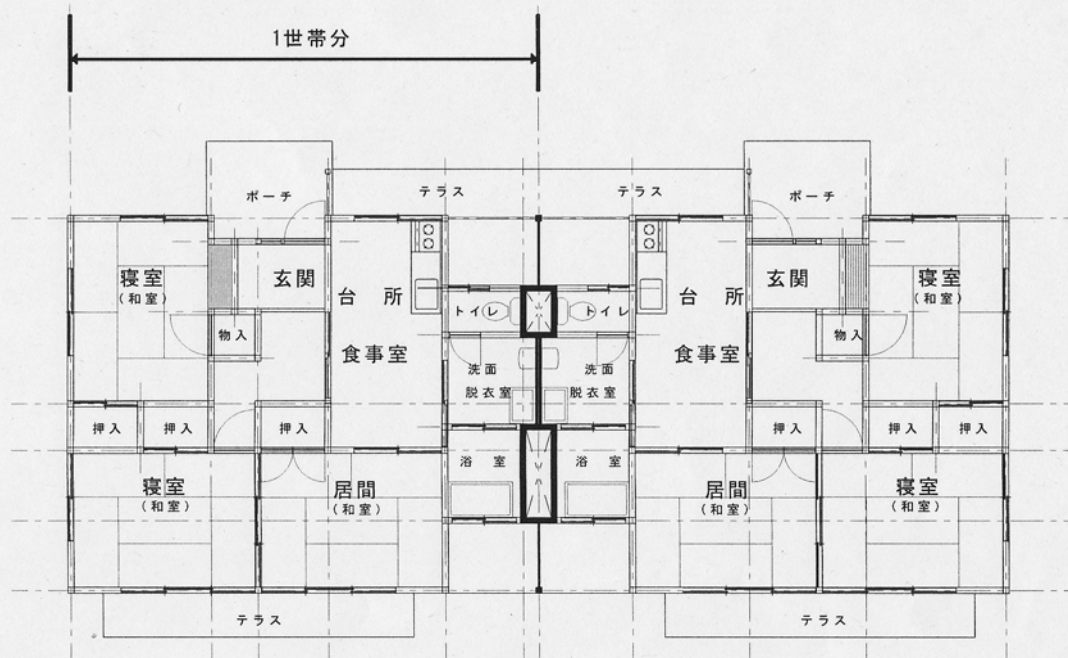 1世帯分
テラス
テラス
ポーチ
ポーチ
寝室
(和室)
玄関
台 所
食事室
トイレ
トイレ
台 所
食事室
玄関
寝室
(和室)
物入
物入
洗面
脱衣室
洗面
脱衣室
押入
押入
押入
押入
押入
押入
寝室
(和室)
居間
(和室)
浴 室
浴 室
居間
(和室)
寝室
(和室)
テラス
テラス